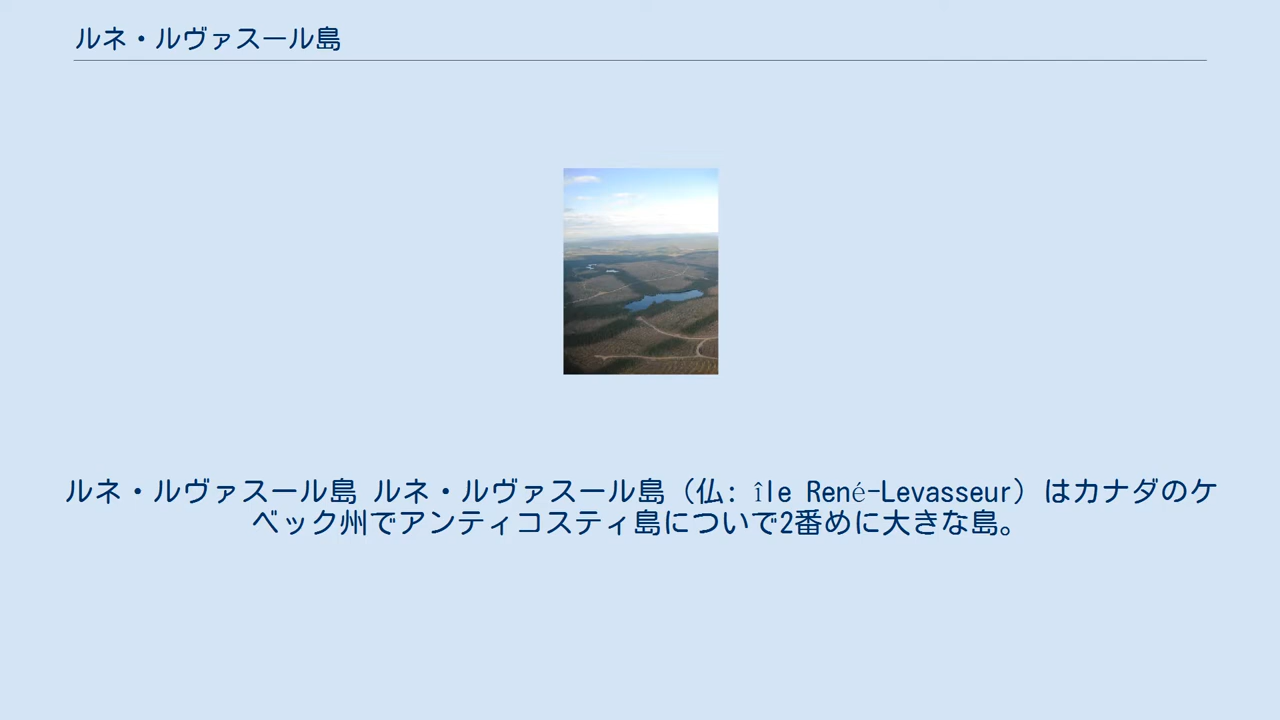 ルネ・ルヴァスール島
ルネ・ルヴァスール島 ルネ・ルヴァスール島（仏: île René-Levasseur）はカナダのケ
ベック州でアンティコスティ島についで2番めに大きな島。